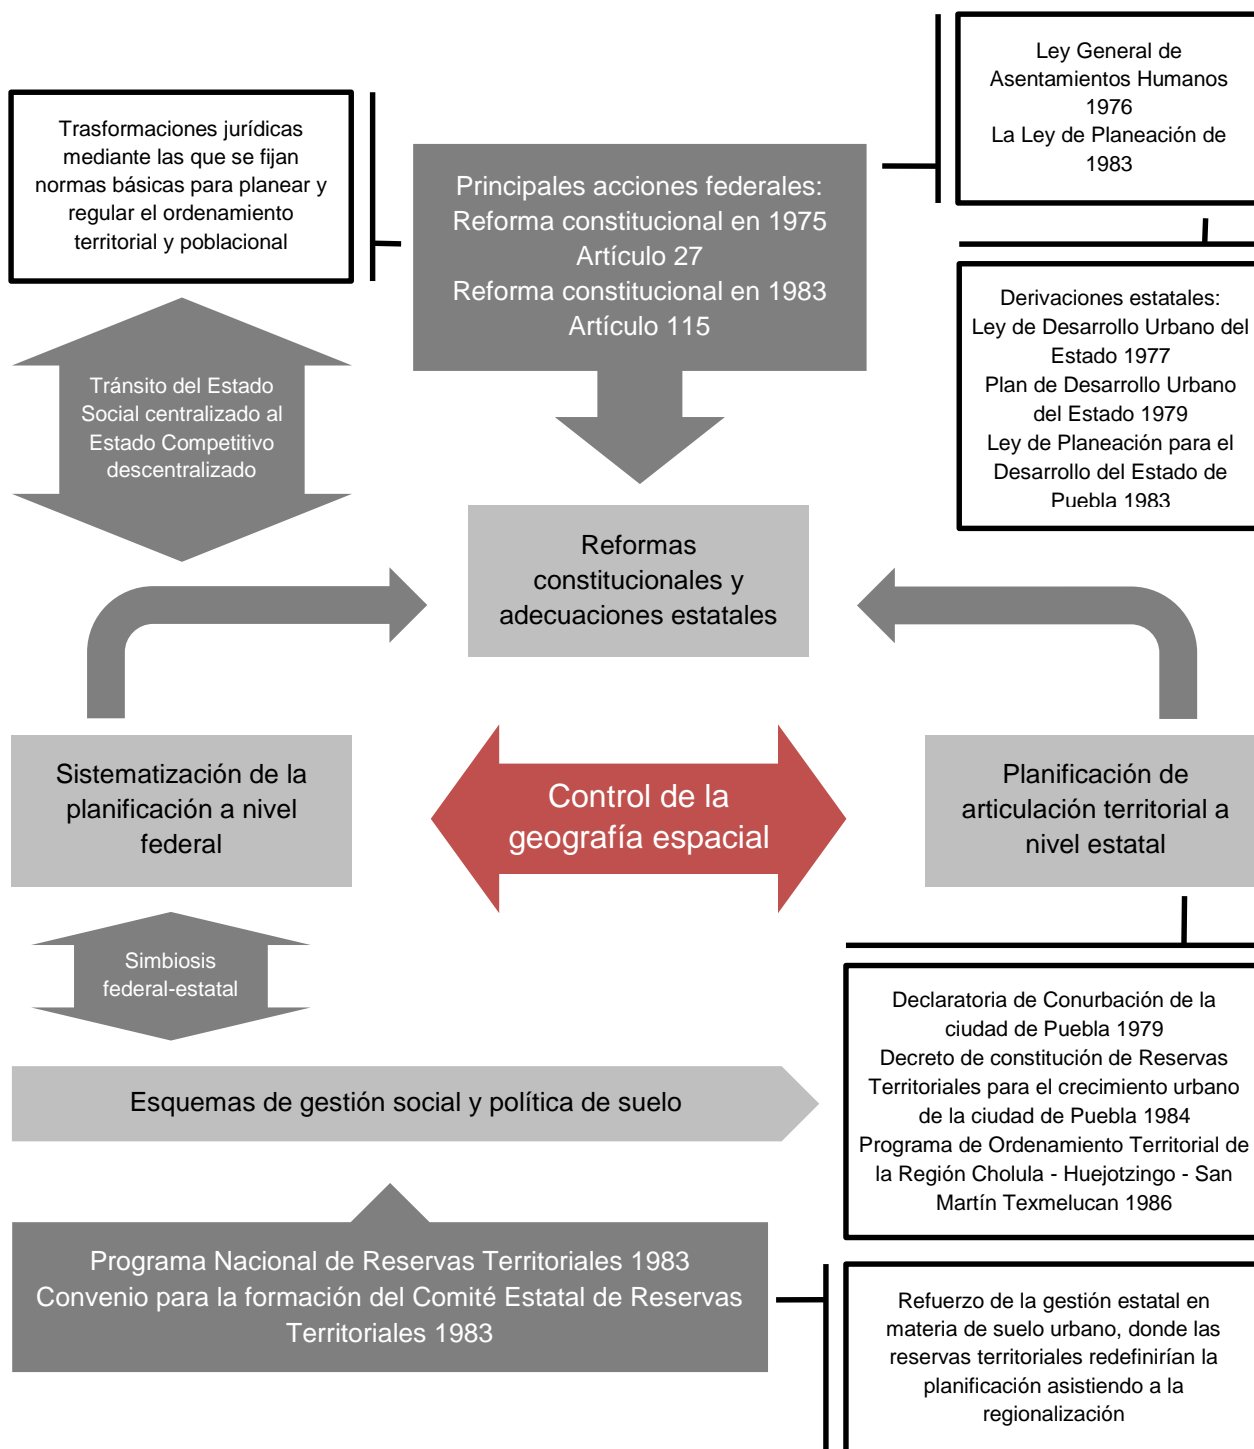 Ley General de
Asentamientos Humanos
1976
La Ley de Planeación de
1983
Trasformaciones jurídicas
mediante las que se fijan
normas básicas para planear y
regular el ordenamiento
territorial y poblacional
Principales acciones federales:
Reforma constitucional en 1975
Artículo 27
Reforma constitucional en 1983
Artículo 115
Derivaciones estatales:
Ley de Desarrollo Urbano del
Estado 1977
Plan de Desarrollo Urbano
del Estado 1979
Ley de Planeación para el
Desarrollo del Estado de
Puebla 1983
Tránsito del Estado
Social centralizado al
Estado Competitivo
descentralizado
Reformas
constitucionales y
adecuaciones estatales
Sistematización de la
planificación a nivel
federal
Control de la
geografía espacial
Planificación de
articulación territorial a
nivel estatal
Simbiosis
federal-estatal
Declaratoria de Conurbación de la
ciudad de Puebla 1979
Decreto de constitución de Reservas
Territoriales para el crecimiento urbano
de la ciudad de Puebla 1984
Programa de Ordenamiento Territorial de
la Región Cholula - Huejotzingo - San
Martín Texmelucan 1986
Esquemas de gestión social y política de suelo
Programa Nacional de Reservas Territoriales 1983
Convenio para la formación del Comité Estatal de Reservas
Territoriales 1983
Refuerzo de la gestión estatal en
materia de suelo urbano, donde las
reservas territoriales redefinirían la
planificación asistiendo a la
regionalización